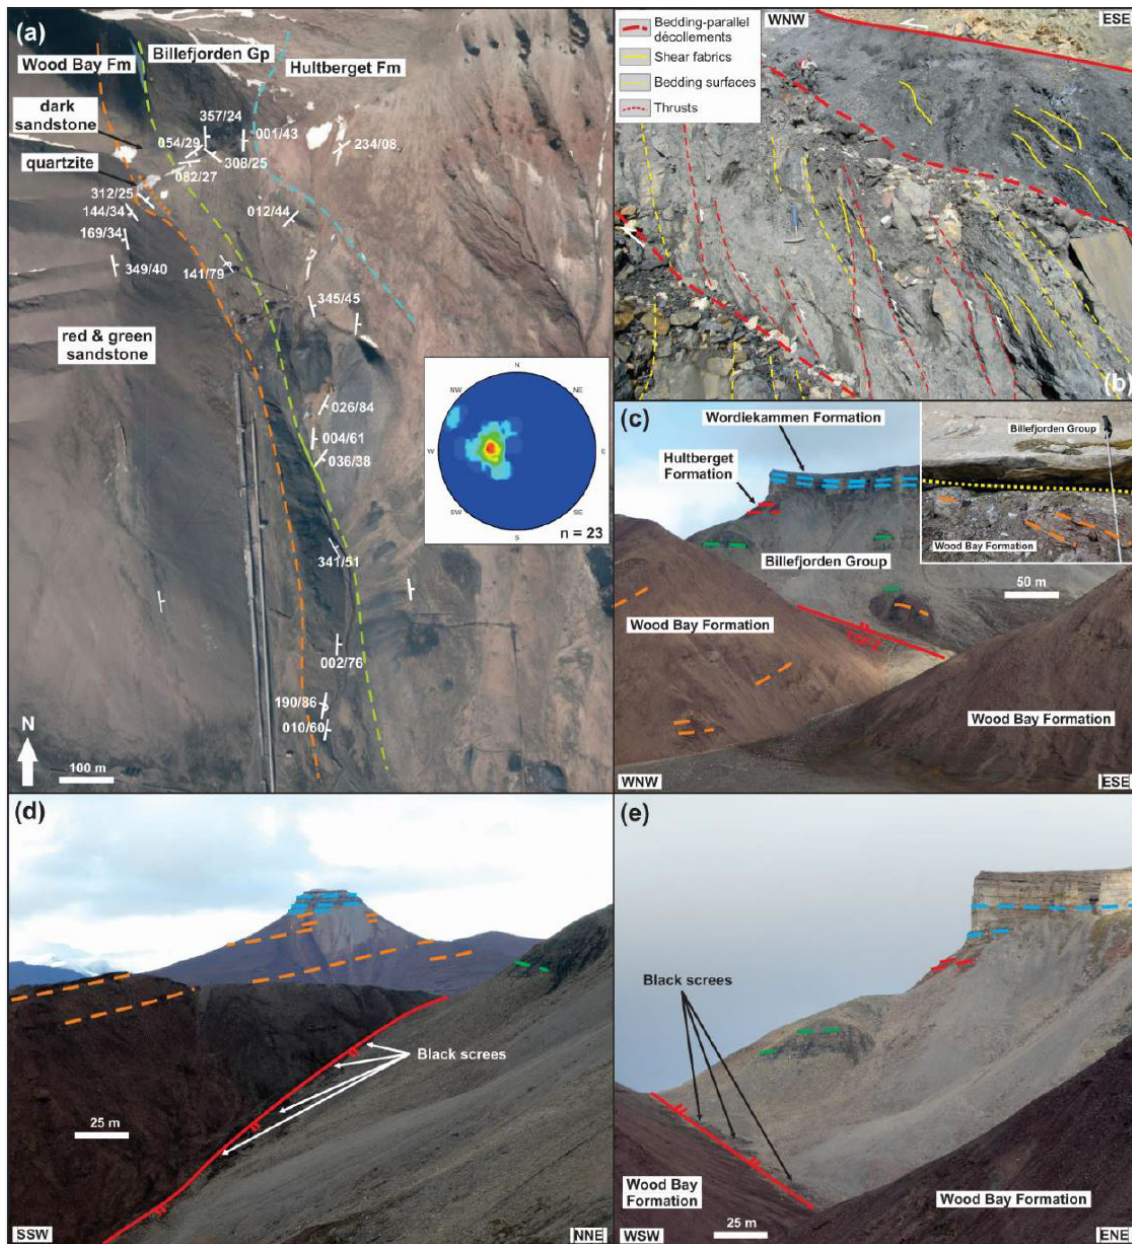 (a)
Wood Bay Fm
Billefjorden Gp
Hultberget Fm
dark
sandstone
quartzite
357/24
054/29
001/43
308/25
234/08
082/27
312/25
144/34
012/44
169/34
349/40
141/79
345/45
red & green
sandstone
026/84
004/61
036/38
341/51
002/76
190/86
010/60
N
100 m
N
NE
E
SE
S
SW
W
NW
n = 23
Bedding-parallel
décollements
Shear fabrics
Bedding surfaces
Thrusts
WNW
ESE
(b)
(c)
Wordiekammen Formation
Hultberget
Formation
Billefjorden Group
Wood Bay Formation
Billefjorden Group
50 m
Wood Bay Formation
Wood Bay Formation
WNW
ESE
(d)
Black screes
25 m
SSW
NNE
(e)
Black screes
Wood Bay
Formation
Wood Bay Formation
25 m
WSW
ENE